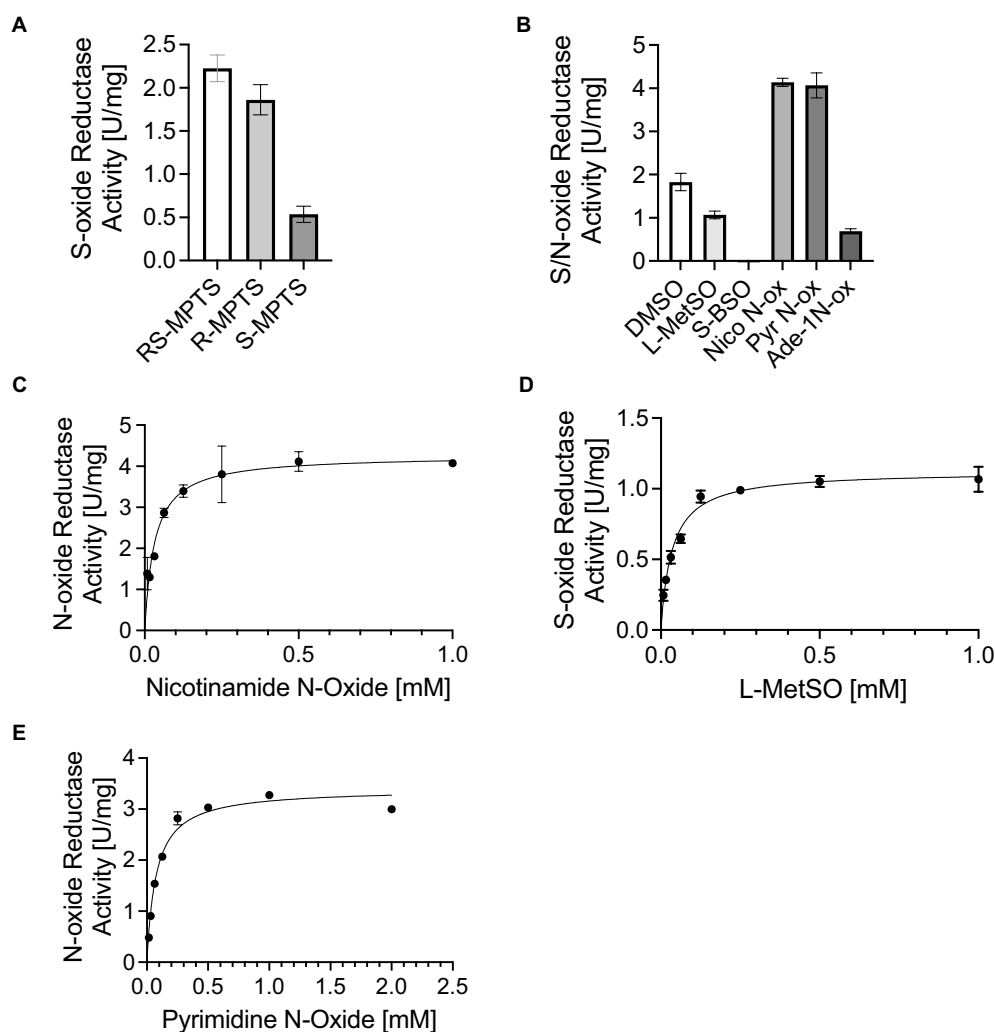 A
S-oxide Reductase
Activity [U/mg]
2.5
2.0
1.5
1.0
0.5
0.0
RS-MPTS
R-MPTS
S-MPTS
B
S/N-oxide Reductase
Activity [U/mg]
5
4
3
2
1
0
DMSO
L-MetSO
S-BSO
Nico N-ox
Pyr N-ox
Ade-1N-ox
C
N-oxide Reductase
Activity [U/mg]
5
4
3
2
1
0
0.0
0.5
1.0
Nicotinamide N-Oxide [mM]
D
S-oxide Reductase
Activity [U/mg]
1.5
1.0
0.5
0.0
0.0
0.5
1.0
L-MetSO [mM]
E
N-oxide Reductase
Activity [U/mg]
4
3
2
1
0
0.0
0.5
1.0
1.5
2.0
2.5
Pyrimidine N-Oxide [mM]